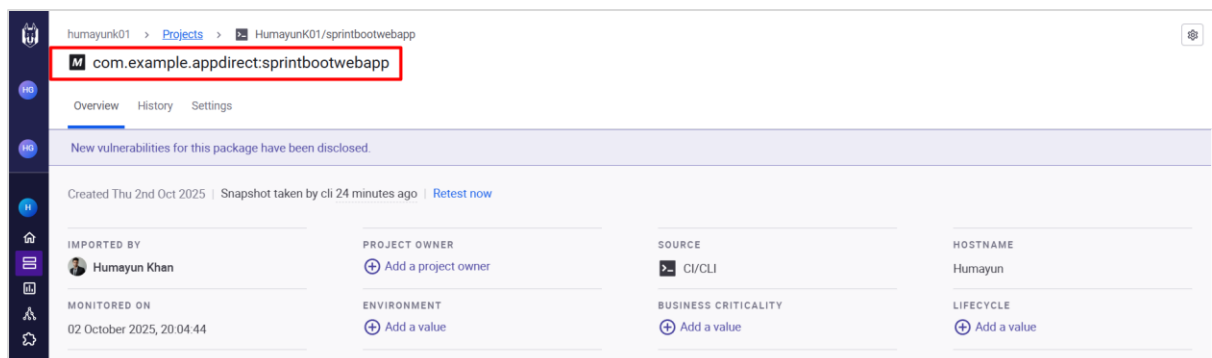 humayunk01 > Projects > HumayunK01/sprintbootwebapp
M com.example.appdirect:sprintbootwebapp
HG
Overview History Settings
HG
New vulnerabilities for this package have been disclosed.
Created Thu 2nd Oct 2025 | Snapshot taken by cli 24 minutes ago | Retest now
H
IMPORTED BY PROJECT OWNER SOURCE HOSTNAME
Humayun Khan Add a project owner CI/CLI Humayun
MONITORED ON ENVIRONMENT BUSINESS CRITICALITY LIFECYCLE
02 October 2025, 20:04:44 Add a value Add a value Add a value